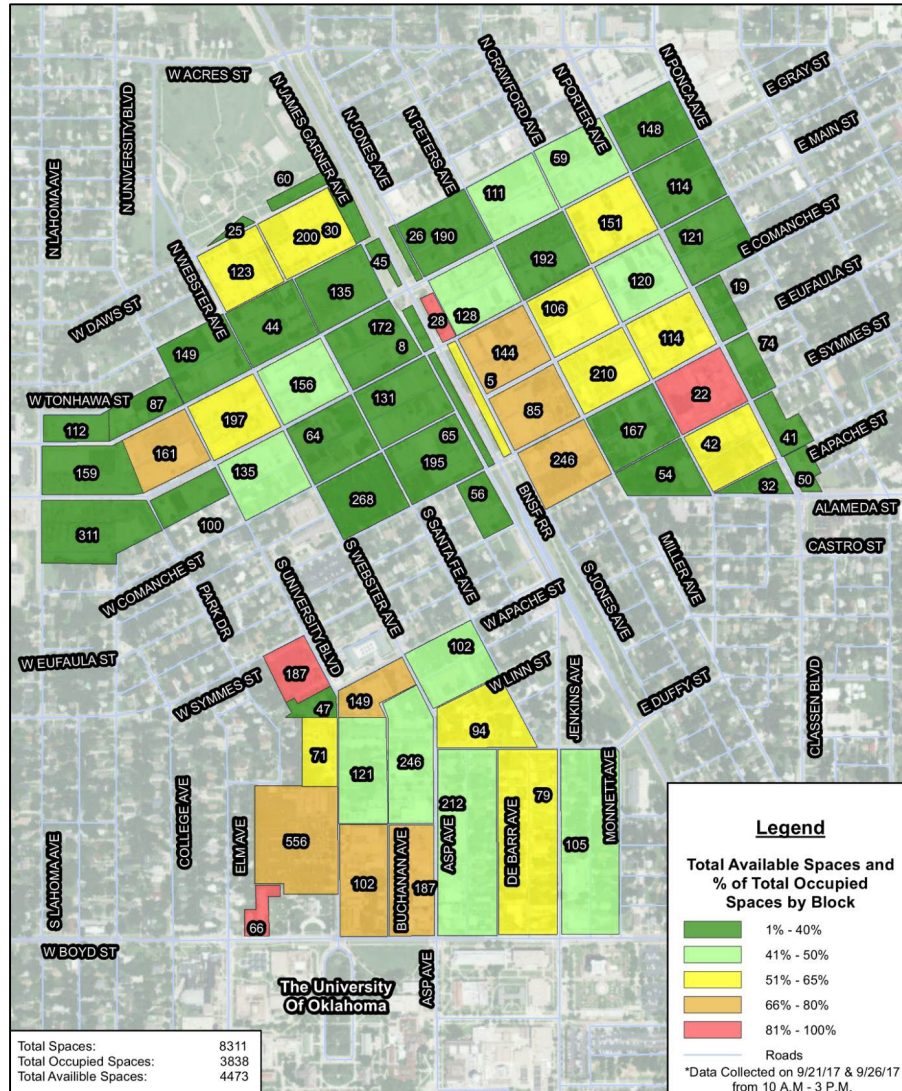 W ACRES ST
N LAHOMA AVE
N UNIVERSITY BLVD
N JAMES GARNER AVE
N JONES AVE
N PETERS AVE
N CRAWFORD AVE
N PORTER AVE
N PONCA AVE
E GRAY ST
E MAIN ST
E COMANCHE ST
E EUFAULA ST
E SYMMES ST
E APACHE ST
148
59
111
114
60
151
25
200
30
26
190
121
123
45
192
N WEBSTER AVE
135
120
19
W DAWS ST
44
172
28
128
106
149
8
114
74
144
156
5
W TONHAWA ST
87
131
210
22
112
197
85
64
65
167
42
41
161
135
195
246
159
54
50
268
56
32
BNSF RR
ALAMEDA ST
311
100
CASTRO ST
W COMANCHE ST
S UNIVERSITY BLVD
S WEBSTER AVE
S SANTA FE AVE
S JONES AVE
MILLER AVE
PARK DR
W APACHE ST
W EUFAULA ST
102
W SYMMES ST
187
W LINN ST
JENKINS AVE
E DUFFY ST
CLASSEN BLVD
47
149
94
71
121
246
S LAHOMA AVE
COLLEGE AVE
ELM AVE
212
79
MONNETT AVE
ASP AVE
DE BARR AVE
105
556
102
BUCHANAN AVE
187
66
W BOYD ST
The University
Of Oklahoma
ASP AVE
Legend
Total Available Spaces and
% of Total Occupied
Spaces by Block
1% - 40%
41% - 50%
51% - 65%
66% - 80%
81% - 100%
Roads
*Data Collected on 9/21/17 & 9/26/17
from 10 A.M - 3 P.M.
Total Spaces: 8311
Total Occupied Spaces: 3838
Total Availible Spaces: 4473